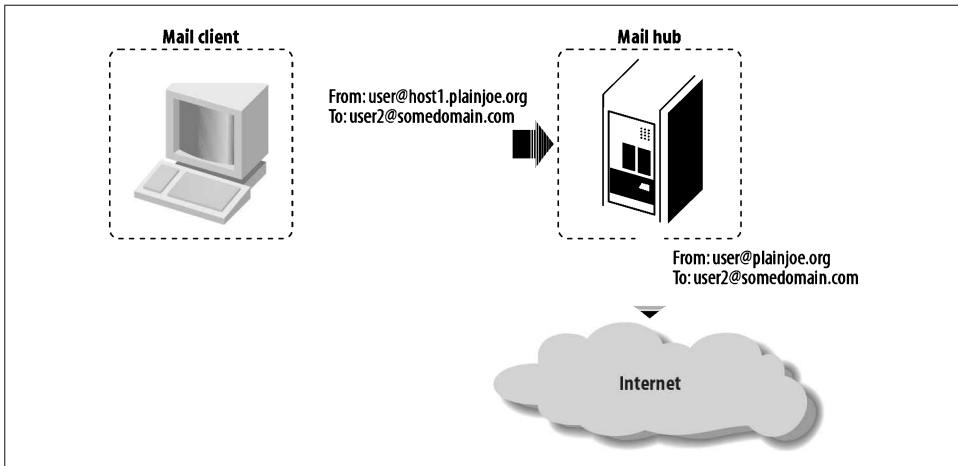 Mail client
Mail hub
From: user@host1.plainjoe.org
To: user2@somedomain.com
From: user@plainjoe.org
To: user2@somedomain.com
Internet